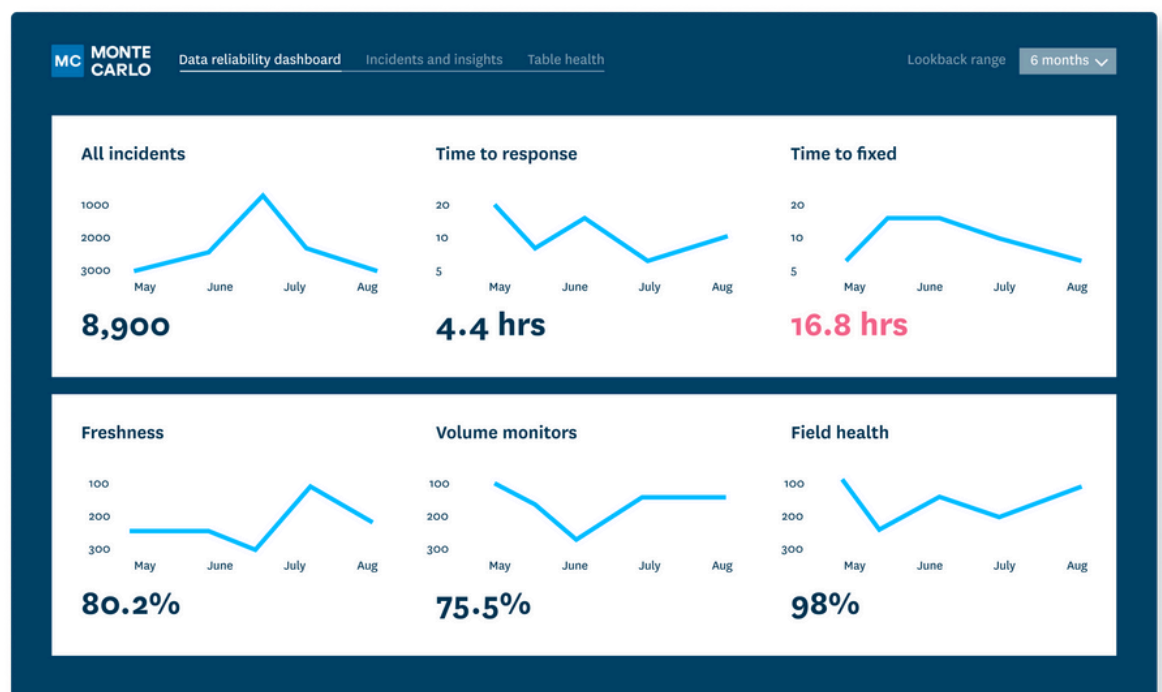 MC MONTE CARLO
Data reliability dashboard Incidents and insights Table health Lookback range 6 months
All incidents
1000
2000
3000
May June July Aug
8,900
Time to response
20
10
5
May June July Aug
4.4 hrs
Time to fixed
20
10
5
May June July Aug
16.8 hrs
Freshness
100
200
300
May June July Aug
80.2%
Volume monitors
100
200
300
May June July Aug
75.5%
Field health
100
200
300
May June July Aug
98%